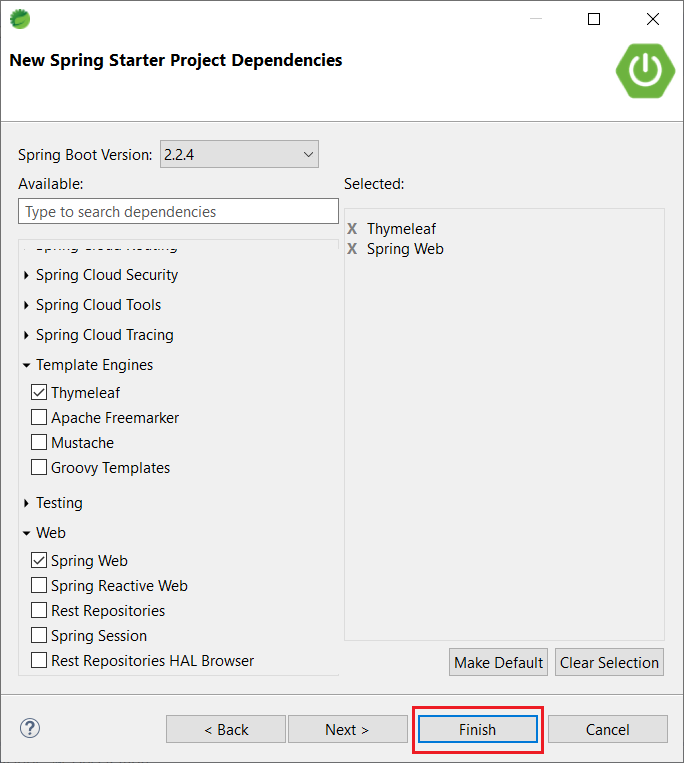 New Spring Starter Project Dependencies
Spring Boot Version: 2.2.4
Available:
Type to search dependencies
Spring Cloud Routing
Spring Cloud Security
Spring Cloud Tools
Spring Cloud Tracing
Template Engines
Thymeleaf
Apache Freemarker
Mustache
Groovy Templates
Testing
Web
Spring Web
Spring Reactive Web
Rest Repositories
Spring Session
Rest Repositories HAL Browser
Selected:
X Thymeleaf
X Spring Web
Make Default Clear Selection
? < Back Next > Finish Cancel